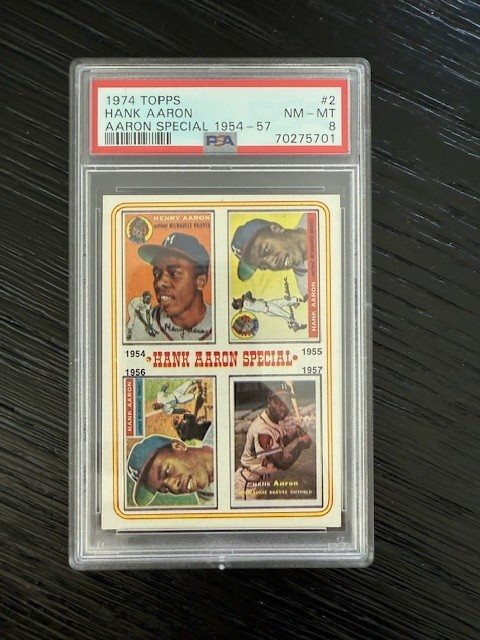 1974 TOPPS #2
HANK AARON NM-MT
AARON SPECIAL 1954-57 8
PSA 70275701
HENRY AARON
HANK AARON
1954 HANK AARON SPECIAL 1955
1956 1957
HANK AARON
HANK Aaron